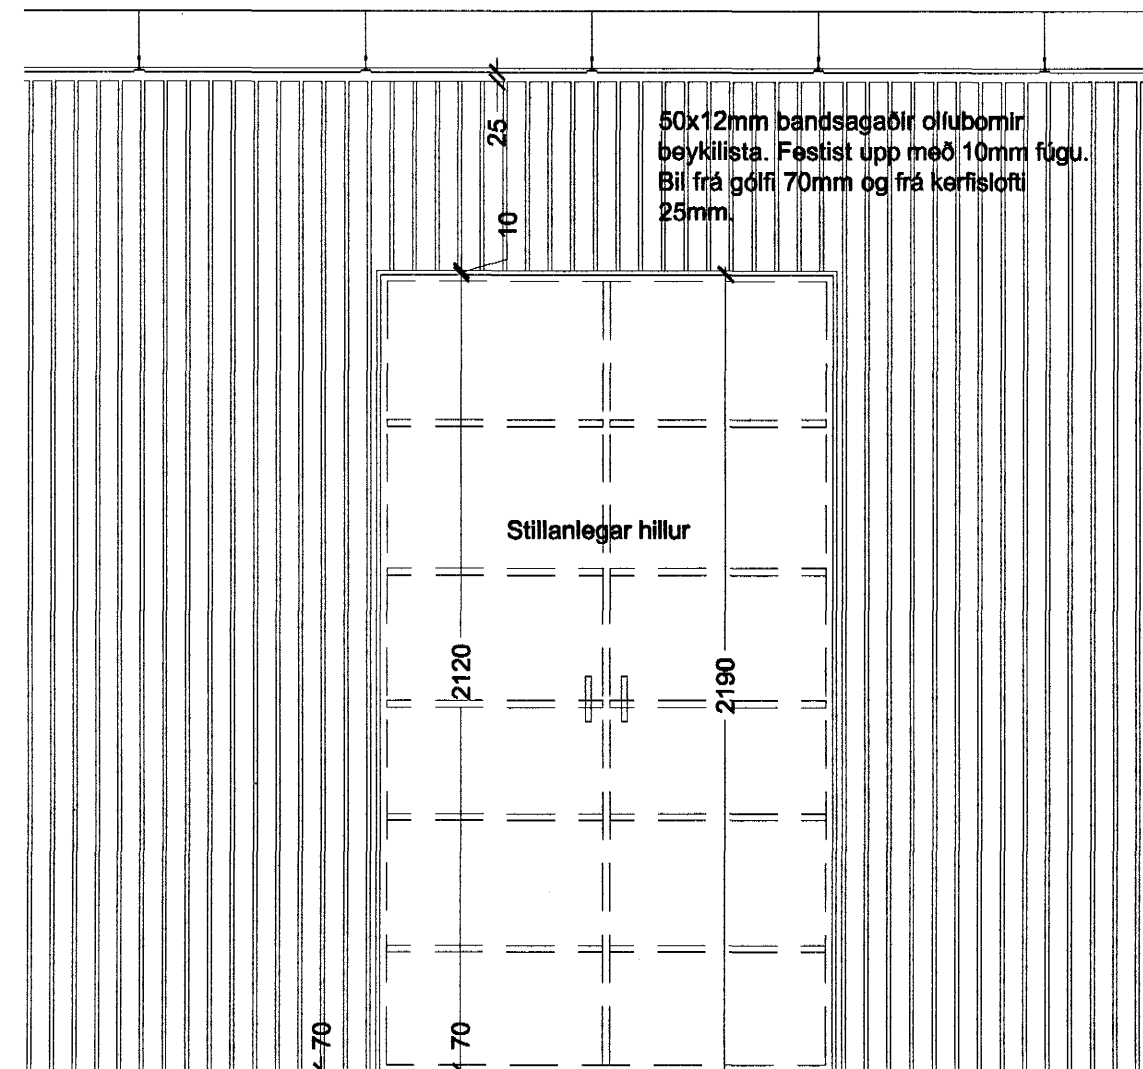 25
50x12mm bandsagaðir olíubornir
beykilista. Festist upp með 10mm fúgu.
Bil frá gólfi 70mm og frá kerfislofti
25mm.
10
Stillanlegar hillur
2120
2190
70
70